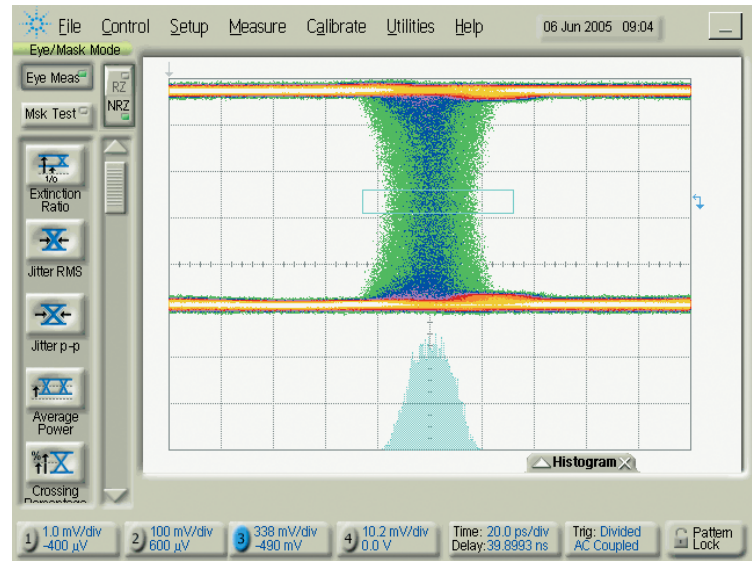 File Control Setup Measure Calibrate Utilities Help 06 Jun 2005 09:04
Eye/Mask Mode
Eye Meas
RZ
NRZ
Msk Test
1/0
Extinction
Ratio
Jitter RMS
Jitter p-p
Average
Power
%
Crossing
Percentage
Histogram
1) 1.0 mV/div
-400 µV
2) 100 mV/div
600 µV
3) 338 mV/div
-490 mV
4) 10.2 mV/div
0.0 V
Time: 20.0 ps/div
Delay:39.8993 ns
Trig: Divided
AC Coupled
Pattern
Lock